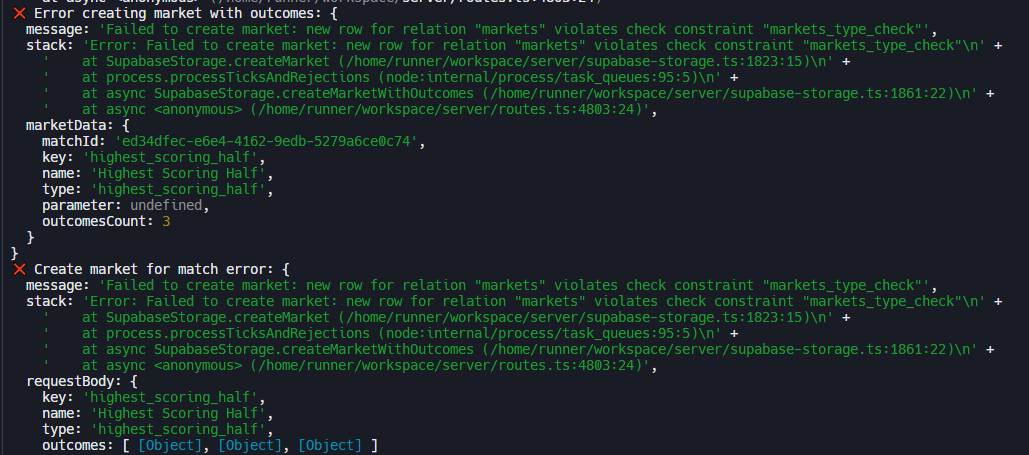 at async <anonymous> (/home/runner/workspace/server/routes.ts:4803:24)
❌ Error creating market with outcomes: {
  message: 'Failed to create market: new row for relation "markets" violates check constraint "markets_type_check"',
  stack: 'Error: Failed to create market: new row for relation "markets" violates check constraint "markets_type_check"\n' +
    '    at SupabaseStorage.createMarket (/home/runner/workspace/server/supabase-storage.ts:1823:15)\n' +
    '    at process.processTicksAndRejections (node:internal/process/task_queues:95:5)\n' +
    '    at async SupabaseStorage.createMarketWithOutcomes (/home/runner/workspace/server/supabase-storage.ts:1861:22)\n' +
    '    at async <anonymous> (/home/runner/workspace/server/routes.ts:4803:24)',
  marketData: {
    matchId: 'ed34dfec-e6e4-4162-9edb-5279a6ce0c74',
    key: 'highest_scoring_half',
    name: 'Highest Scoring Half',
    type: 'highest_scoring_half',
    parameter: undefined,
    outcomesCount: 3
  }
}
❌ Create market for match error: {
  message: 'Failed to create market: new row for relation "markets" violates check constraint "markets_type_check"',
  stack: 'Error: Failed to create market: new row for relation "markets" violates check constraint "markets_type_check"\n' +
    '    at SupabaseStorage.createMarket (/home/runner/workspace/server/supabase-storage.ts:1823:15)\n' +
    '    at process.processTicksAndRejections (node:internal/process/task_queues:95:5)\n' +
    '    at async SupabaseStorage.createMarketWithOutcomes (/home/runner/workspace/server/supabase-storage.ts:1861:22)\n' +
    '    at async <anonymous> (/home/runner/workspace/server/routes.ts:4803:24)',
  requestBody: {
    key: 'highest_scoring_half',
    name: 'Highest Scoring Half',
    type: 'highest_scoring_half',
    outcomes: [ [Object], [Object], [Object] ]